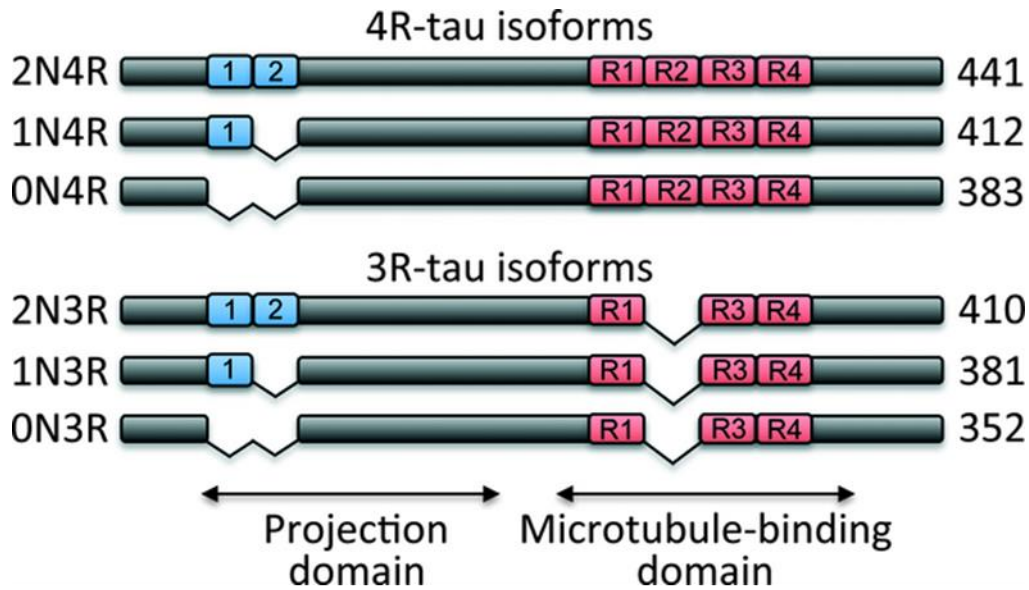 4R-tau isoforms
2N4R 1 2 R1 R2 R3 R4 441
1N4R 1 R1 R2 R3 R4 412
0N4R R1 R2 R3 R4 383
3R-tau isoforms
2N3R 1 2 R1 R3 R4 410
1N3R 1 R1 R3 R4 381
0N3R R1 R3 R4 352
Projection Microtubule-binding
domain domain